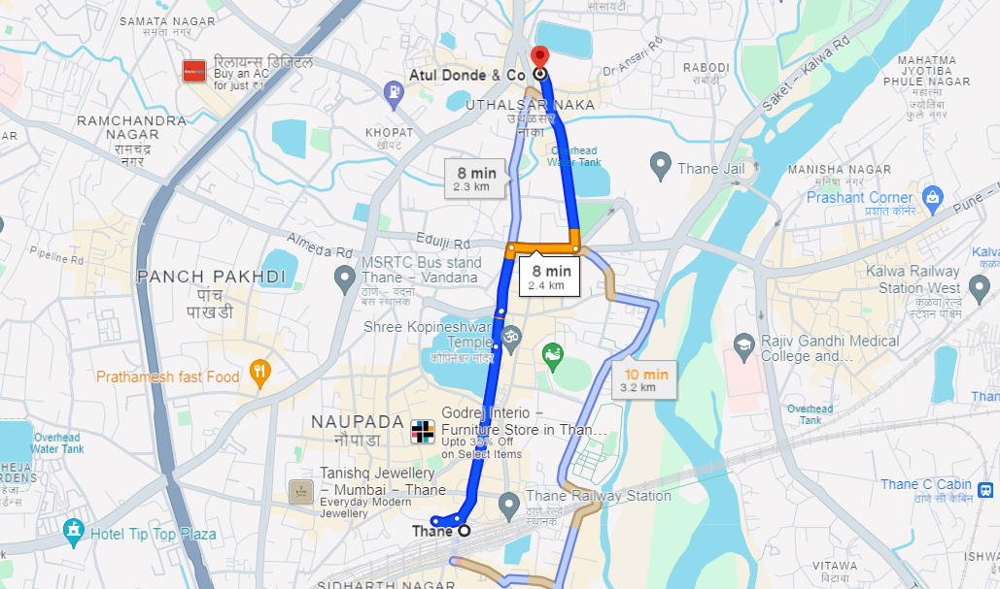 SAMATA NAGAR
समता नगर
सोसायटी
रिलायन्स डिजिटल
Buy an AC
for just ₹1
Atul Donde & Co
Dr Ansari Rd
RABODI
राबोडी
Saket - Kalwa Rd
MAHATMA
JYOTIBA
PHULE NAGAR
महात्मा
ज्योतिबा
फुले नगर
UTHALSAR NAKA
उथळसर
नाका
RAMCHANDRA
NAGAR
रामचंद्र
नगर
AR
KHOPAT
खोपट
Overhead
Water Tank
8 min
2.3 km
Thane Jail
MANISHA NAGAR
मनिषा नगर
Prashant Corner
प्रशांत कॉर्नर
Pune -
Edulji Rd
Almeda Rd
Pipeline Rd
PANCH PAKHDI
पांच
पाखडी
MSRTC Bus stand
Thane - Vandana
ठाणे - वदना
बस स्थानक
8 min
2.4 km
Kalwa Railway
Station West
कळवा रेल्वे
स्टेशन पश्चिम
Shree Kopineshwar
Temple
कौपिनेश्वर मंदिर
Rajiv Gandhi Medical
College and...
Prathamesh fast Food
10 min
3.2 km
Overhead
Tank
NAUPADA
नौपाडा
Godrej Interio -
Furniture Store in Than...
Upto 35% Off
on Select Items
Overhead
Water Tank
Tanishq Jewellery
- Mumbai - Thane
Everyday Modern
Jewellery
Thane Railway Station
ठाणे रेल्वे
स्थानक
Thane C Cabin
ठाणे सी केबिन
Hotel Tip Top Plaza
Thane
VITAWA
विटावा
SIDHARTH NAGAR